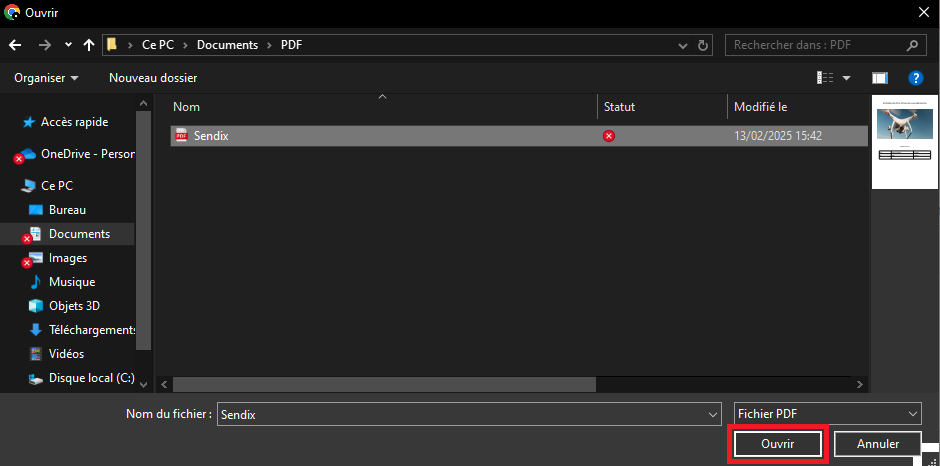 Ouvrir
Ce PC > Documents > PDF
Rechercher dans : PDF
Organiser
Nouveau dossier
Nom
Statut
Modifié le
Accès rapide
OneDrive - Person
Ce PC
Bureau
Documents
Images
Musique
Objets 3D
Téléchargements
Vidéos
Disque local (C:)
PDF
Sendix
13/02/2025 15:42
Nom du fichier :
Sendix
Fichier PDF
Ouvrir
Annuler